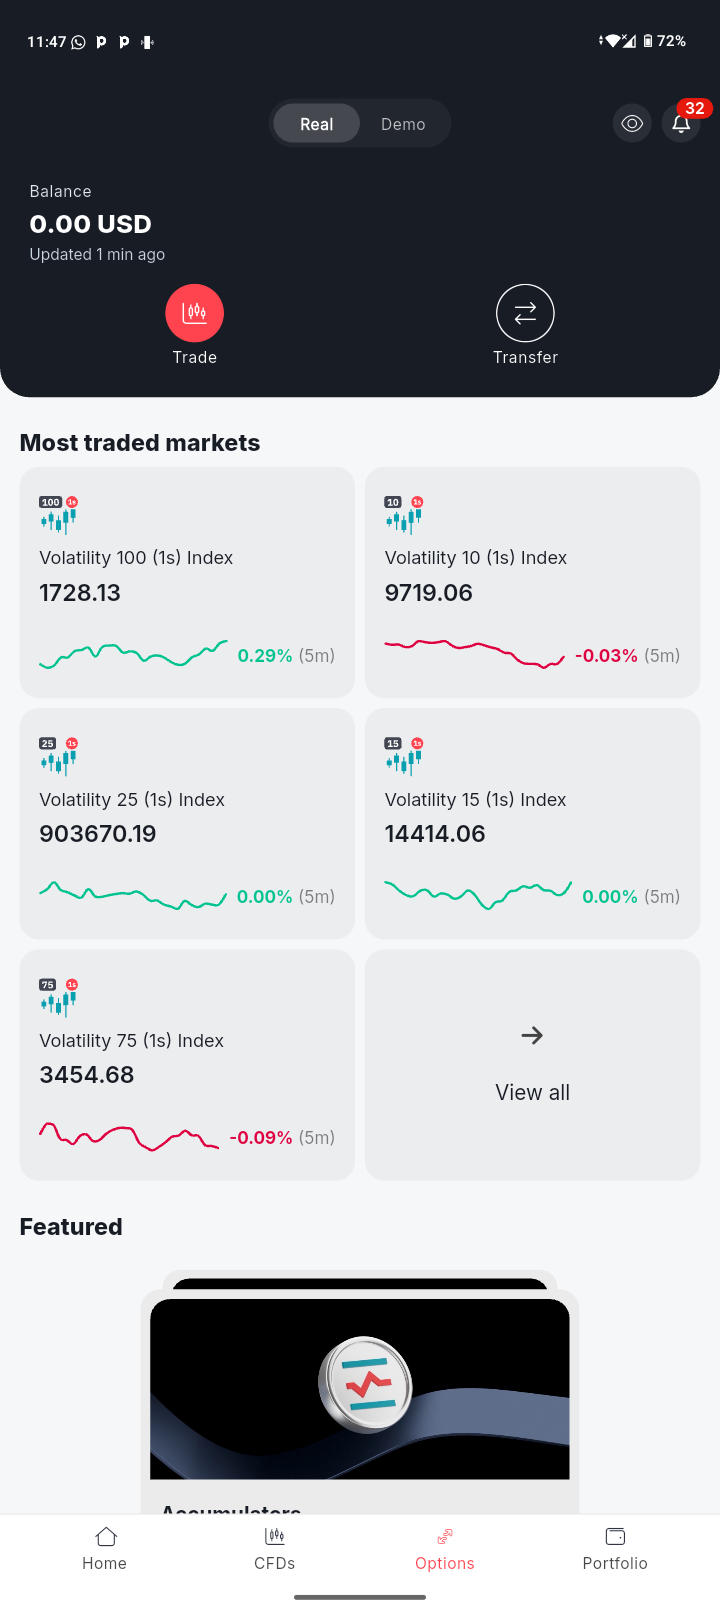 11:47
72%
Real
Demo
32
Balance
0.00 USD
Updated 1 min ago
Trade
Transfer
Most traded markets
100 1s
Volatility 100 (1s) Index
1728.13
0.29% (5m)
10 1s
Volatility 10 (1s) Index
9719.06
-0.03% (5m)
25 1s
Volatility 25 (1s) Index
903670.19
0.00% (5m)
15 1s
Volatility 15 (1s) Index
14414.06
0.00% (5m)
75 1s
Volatility 75 (1s) Index
3454.68
-0.09% (5m)
View all
Featured
Accumulators
Home
CFDs
Options
Portfolio